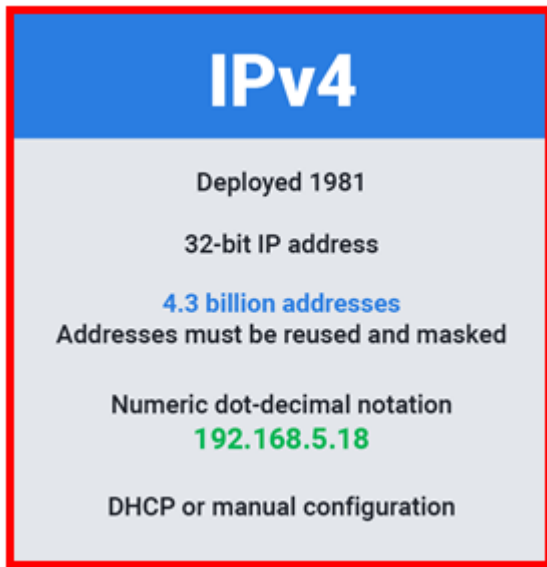 IPv4
Deployed 1981
32-bit IP address
4.3 billion addresses
Addresses must be reused and masked
Numeric dot-decimal notation
192.168.5.18
DHCP or manual configuration